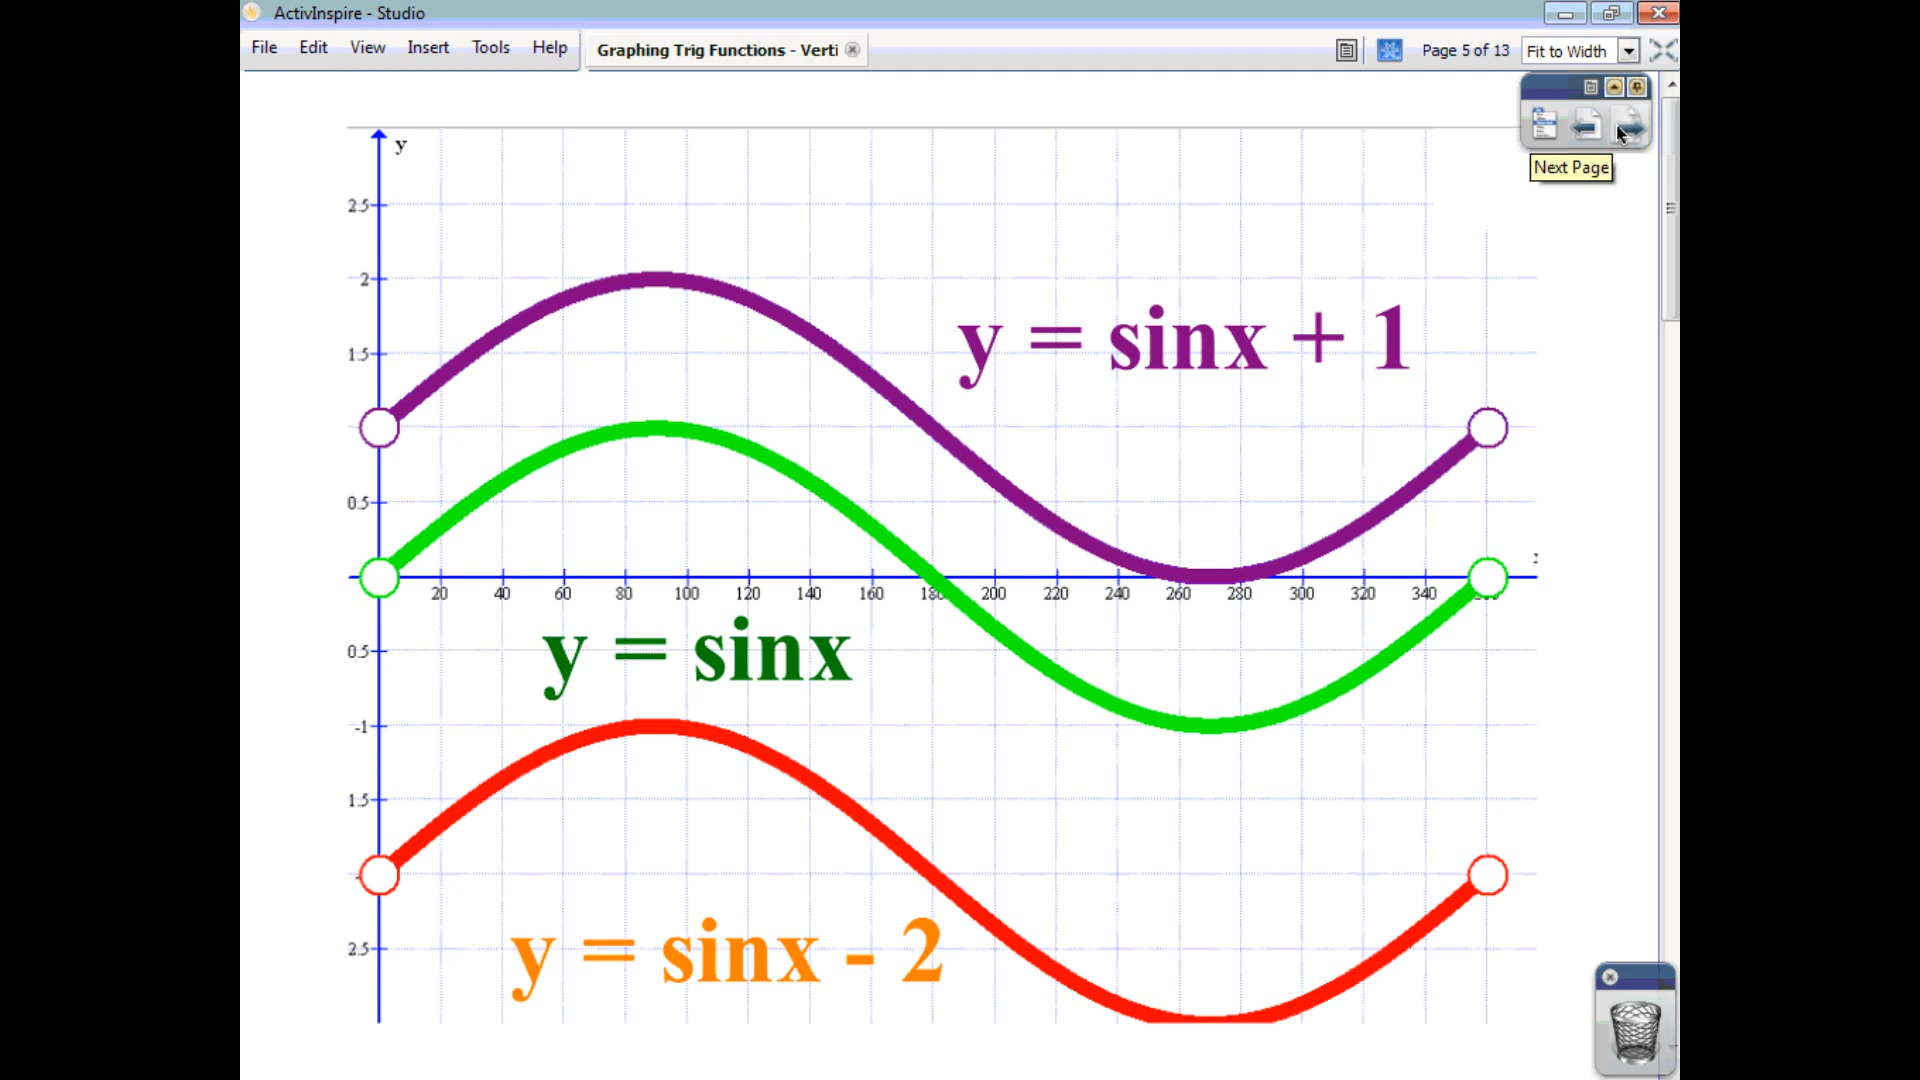 ActivInspire - Studio
File Edit View Insert Tools Help
Graphing Trig Functions - Verti
Page 5 of 13
Fit to Width
Next Page
y
2.5
2
y = sinx + 1
1.5
0.5
20 40 60 80 100 120 140 160 180 200 220 240 260 280 300 320 340
y = sinx
0.5
-1
1.5
y = sinx - 2
2.5